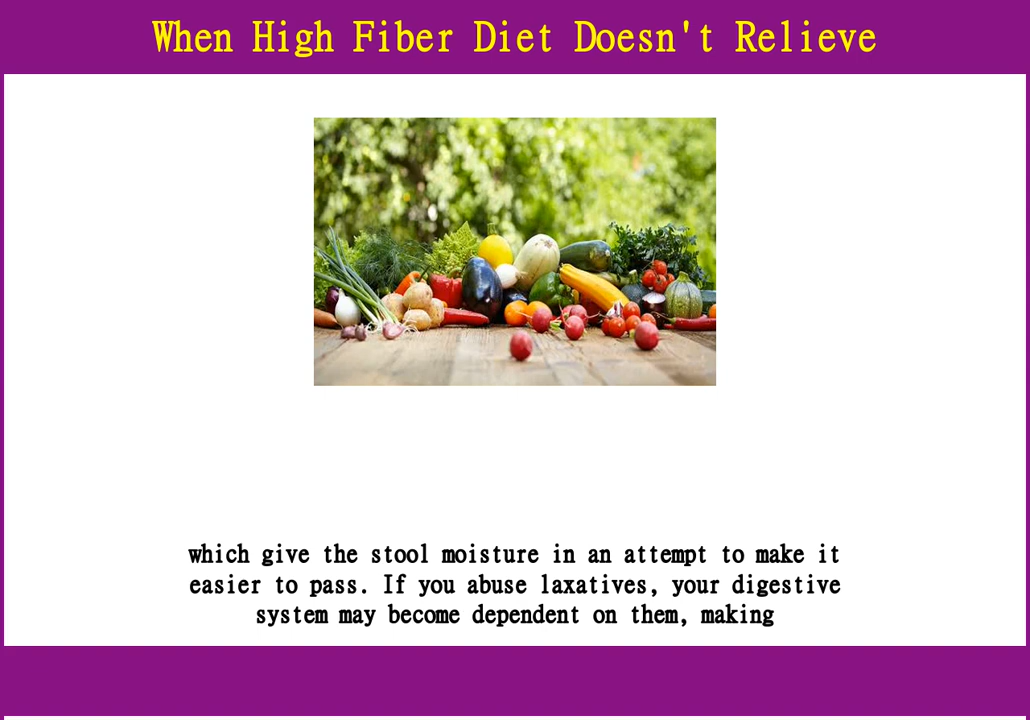 When High Fiber Diet Doesn't Relieve
which give the stool moisture in an attempt to make it
easier to pass. If you abuse laxatives, your digestive
system may become dependent on them, making